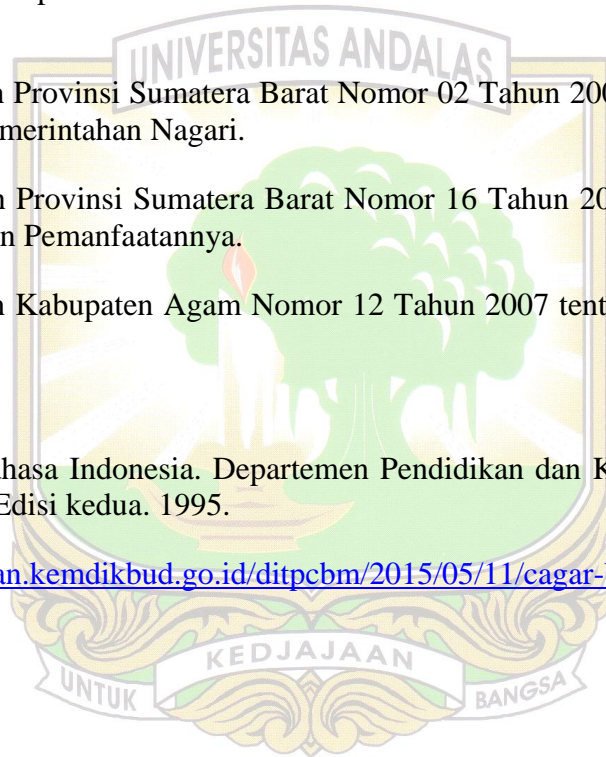 UNIVERSITAS ANDALAS
n Provinsi Sumatera Barat Nomor 02 Tahun 200
merintahan Nagari.
n Provinsi Sumatera Barat Nomor 16 Tahun 20
n Pemanfaatannya.
n Kabupaten Agam Nomor 12 Tahun 2007 tent
ahasa Indonesia. Departemen Pendidikan dan K
Edisi kedua. 1995.
an.kemdikbud.go.id/ditpcbm/2015/05/11/cagar-
KEDJAJAAN
UNTUK
BANGSA